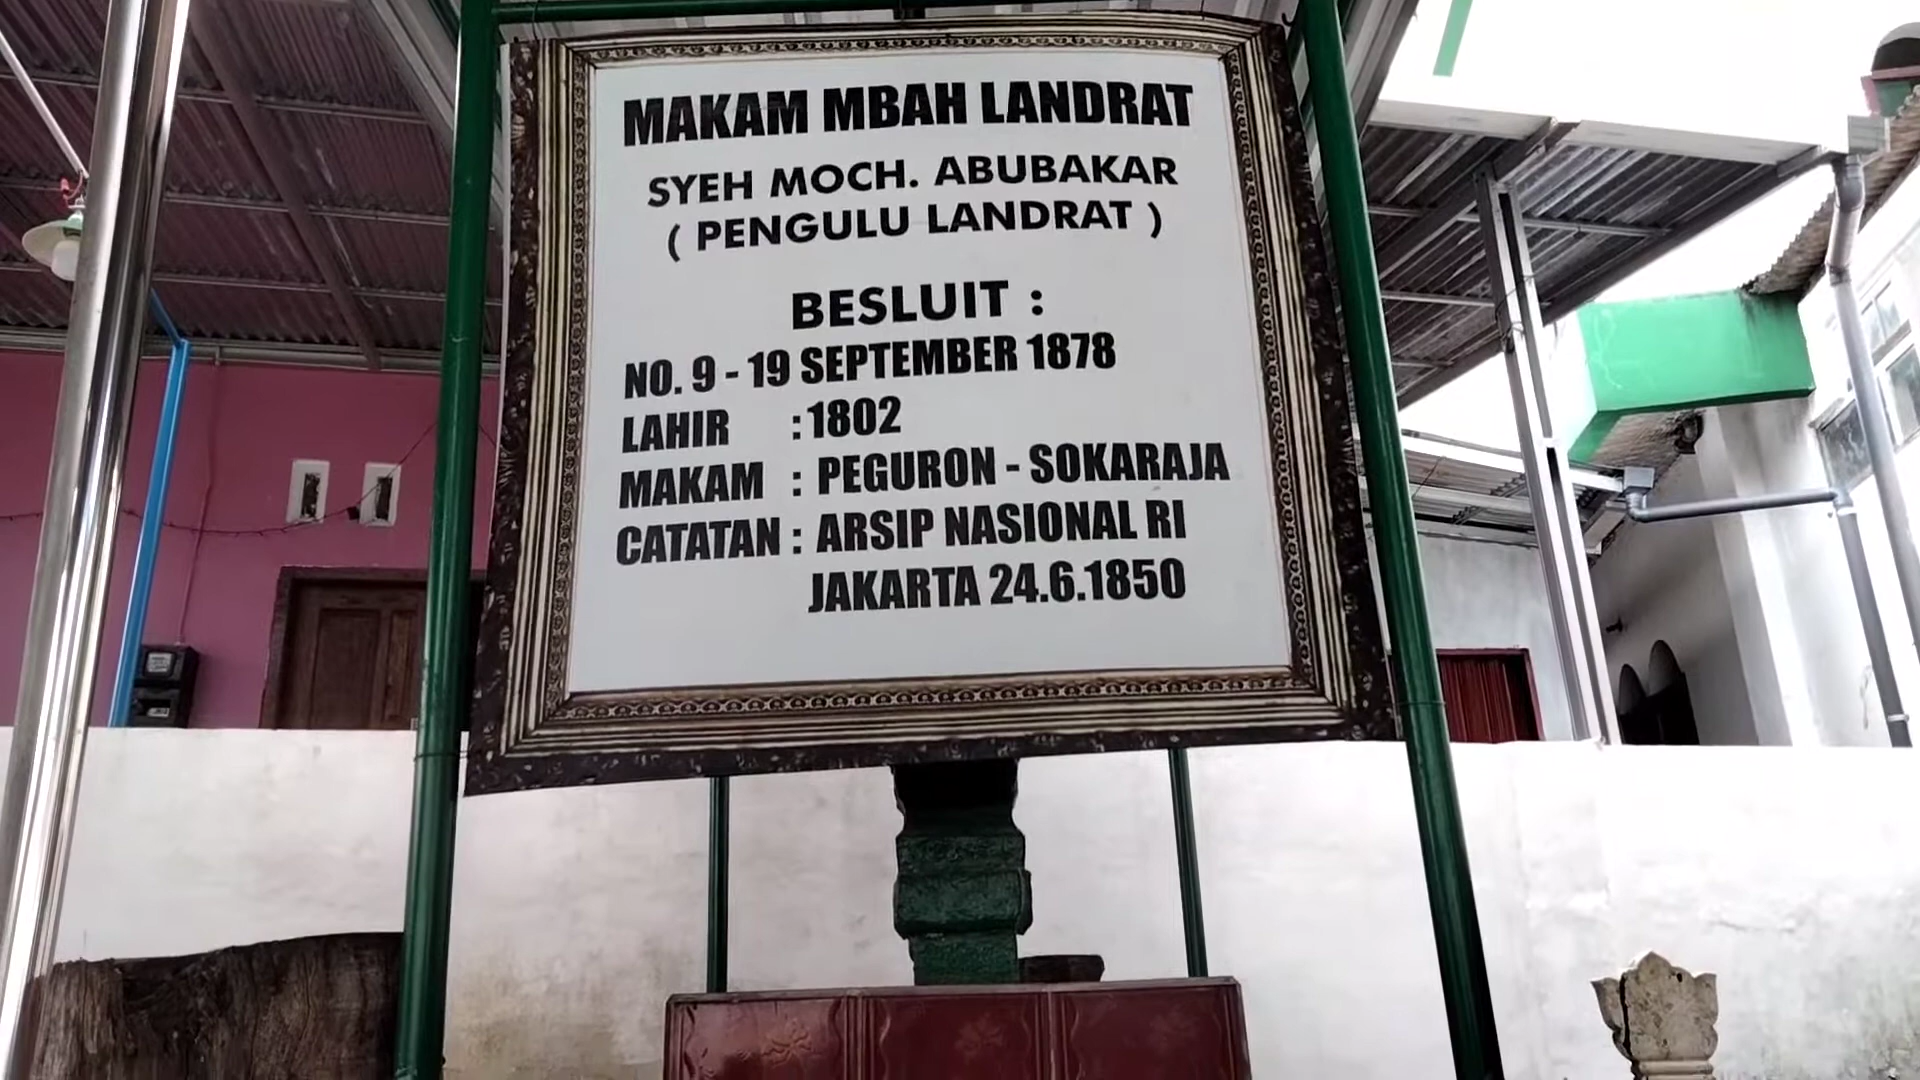 MAKAM MBAH LANDRAT
SYEH MOCH. ABUBAKAR
( PENGULU LANDRAT )
BESLUIT :
NO. 9 - 19 SEPTEMBER 1878
LAHIR : 1802
MAKAM : PEGURON - SOKARAJA
CATATAN : ARSIP NASIONAL RI
JAKARTA 24.6.1850